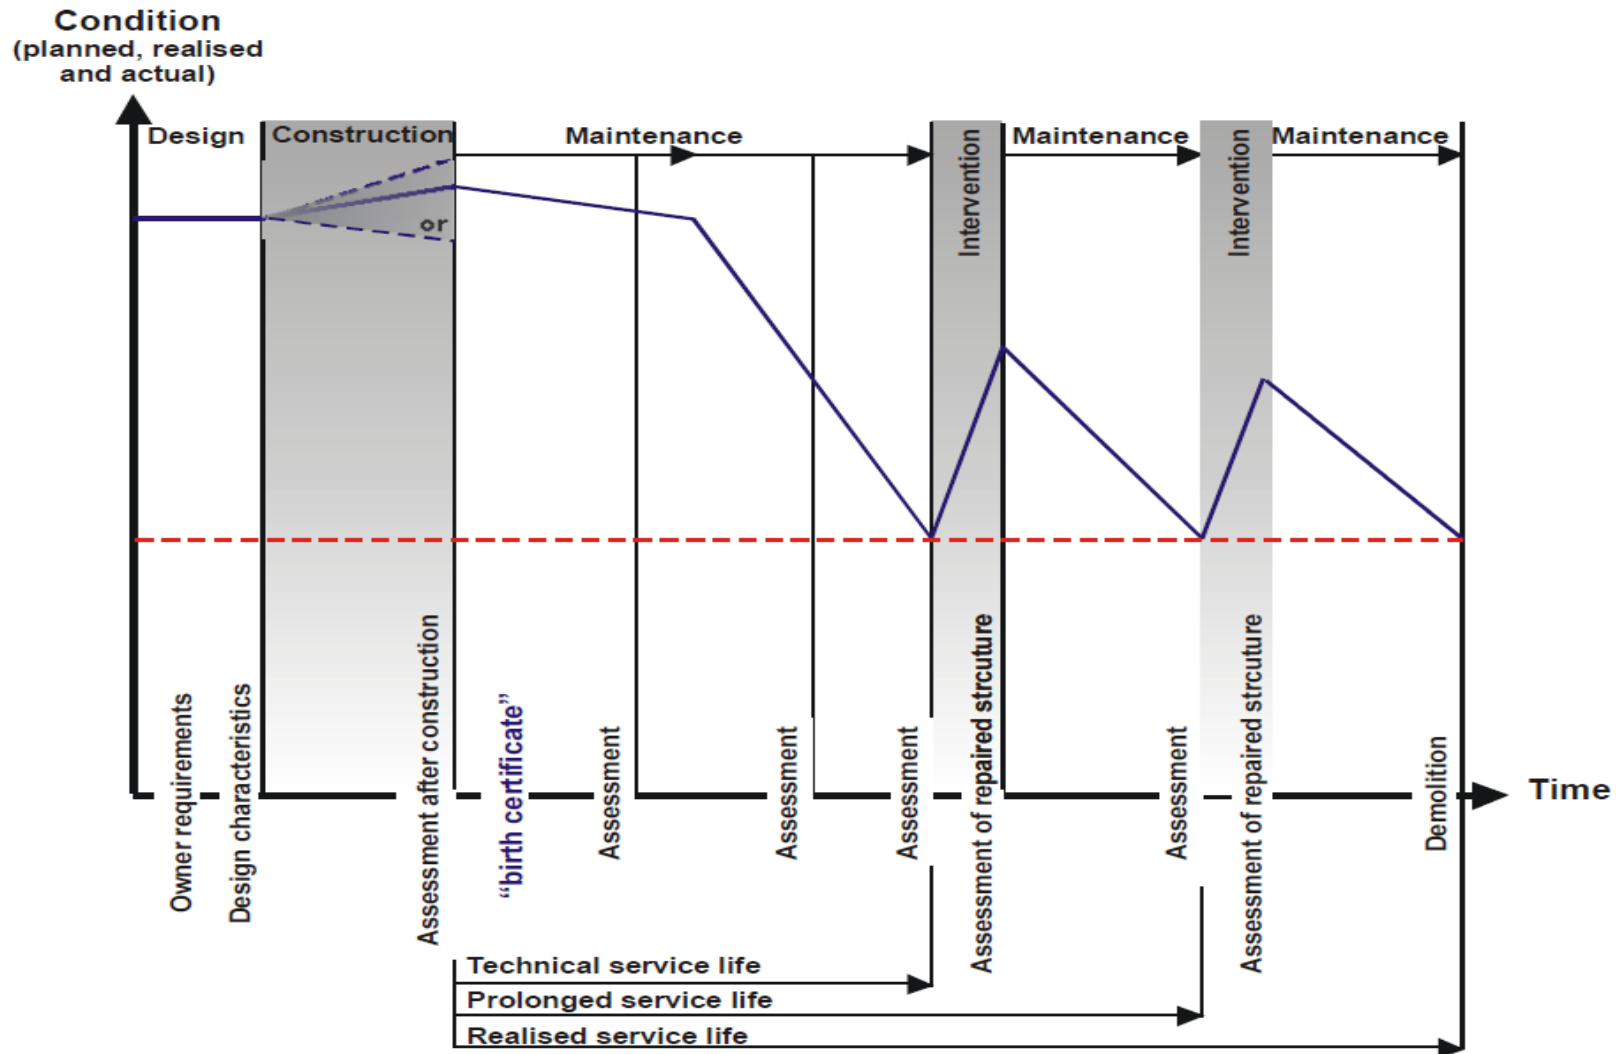 Condition
(planned, realised
and actual)
Design
Construction
Maintenance
Intervention
Maintenance
Intervention
Maintenance
or
Owner requirements
Design characteristics
Assessment after construction
“birth certificate”
Assessment
Assessment
Assessment
Assessment of repaired strcuture
Assessment
Assessment of repaired strcuture
Demolition
Time
Technical service life
Prolonged service life
Realised service life